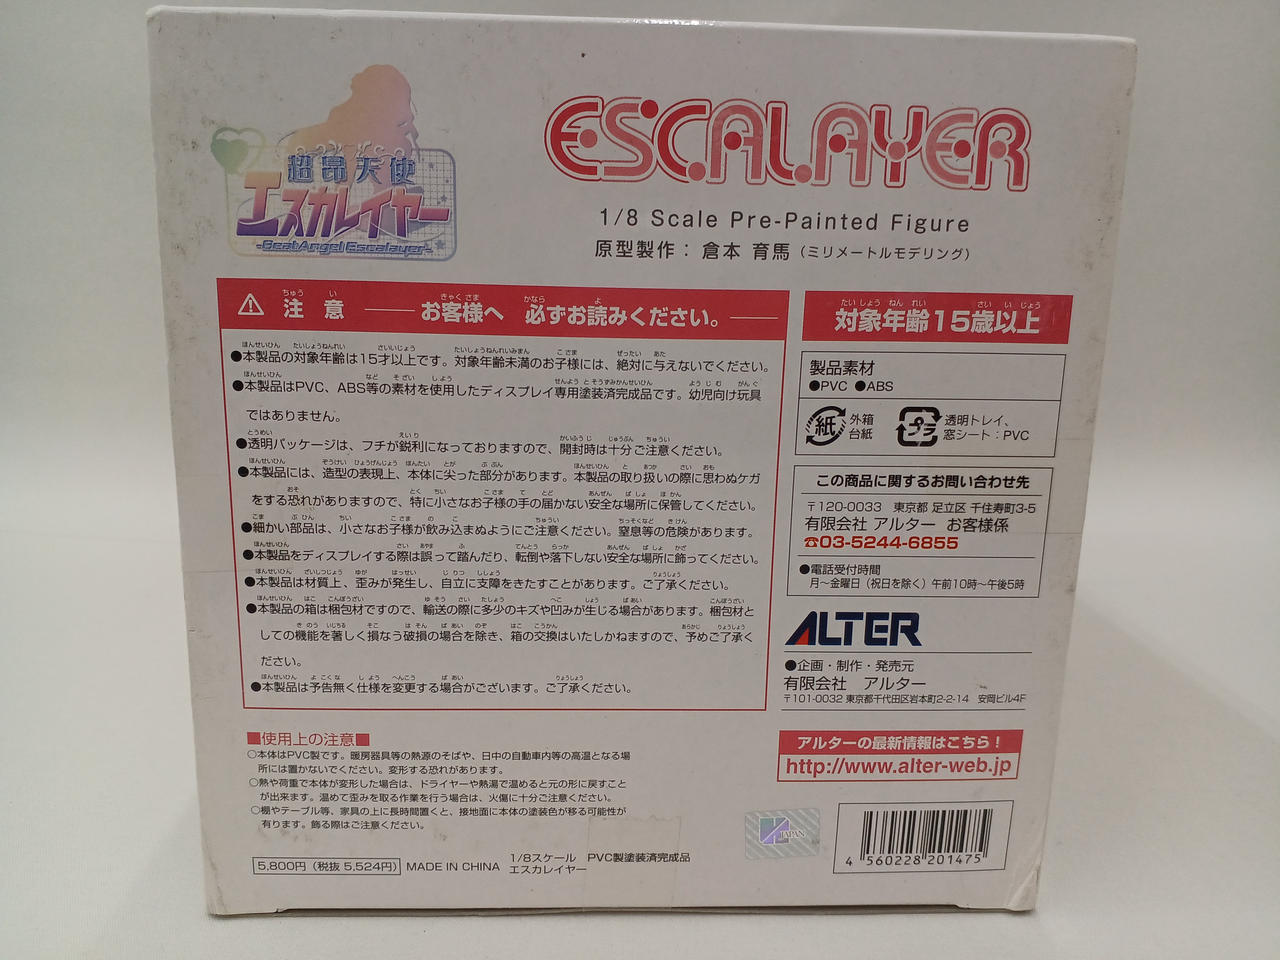 超昂天使
エスカレイヤー
-Beat Angel Escalayer-
ESCALAYER
1/8 Scale Pre-Painted Figure
原型製作：倉本 育馬（ミリメートルモデリング）
⚠ 注意 お客様へ 必ずお読みください。
●本製品の対象年齢は15才以上です。対象年齢未満のお子様には、絶対に与えないでください。
●本製品はPVC、ABS等の素材を使用したディスプレイ専用塗装済完成品です。幼児向け玩具
ではありません。
●透明パッケージは、フチが鋭利になっておりますので、開封時は十分ご注意ください。
●本製品には、造型の表現上、本体に尖った部分があります。本製品の取り扱いの際に思わぬケガ
をする恐れがありますので、特に小さなお子様の手の届かない安全な場所に保管してください。
●細かい部品は、小さなお子様が飲み込まぬようにご注意ください。窒息等の危険があります。
●本製品をディスプレイする際は誤って踏んだり、転倒や落下しない安全な場所に飾ってください。
●本製品は材質上、歪みが発生し、自立に支障をきたすことがあります。ご了承ください。
●本製品の箱は梱包材ですので、輸送の際に多少のキズや凹みが生じる場合があります。梱包材と
しての機能を著しく損なう破損の場合を除き、箱の交換はいたしかねますので、予めご了承く
ださい。
●本製品は予告無く仕様を変更する場合がございます。ご了承ください。
■使用上の注意■
○本体はPVC製です。暖房器具等の熱源のそばや、日中の自動車内等の高温となる場
所には置かないでください。変形する恐れがあります。
○熱や荷重で本体が変形した場合は、ドライヤーや熱湯で温めると元の形に戻すこと
が出来ます。温めて歪みを取る作業を行う場合は、火傷に十分ご注意ください。
○棚やテーブル等、家具の上に長時間置くと、接地面に本体の塗装色が移る可能性が
有ります。飾る際はご注意ください。
5,800円（税抜 5,524円） MADE IN CHINA
1/8スケール PVC製塗装済完成品
エスカレイヤー
対象年齢15歳以上
製品素材
●PVC ●ABS
紙 外箱
台紙
プラ 透明トレイ、
窓シート：PVC
この商品に関するお問い合わせ先
〒120-0033 東京都 足立区 千住寿町3-5
有限会社 アルター お客様係
☎03-5244-6855
●電話受付時間
月～金曜日（祝日を除く）午前10時～午後5時
ALTER
●企画・制作・発売元
有限会社 アルター
〒101-0032 東京都千代田区岩本町2-2-14 安岡ビル4F
アルターの最新情報はこちら！
http://www.alter-web.jp
JAPAN
4 560228 201475